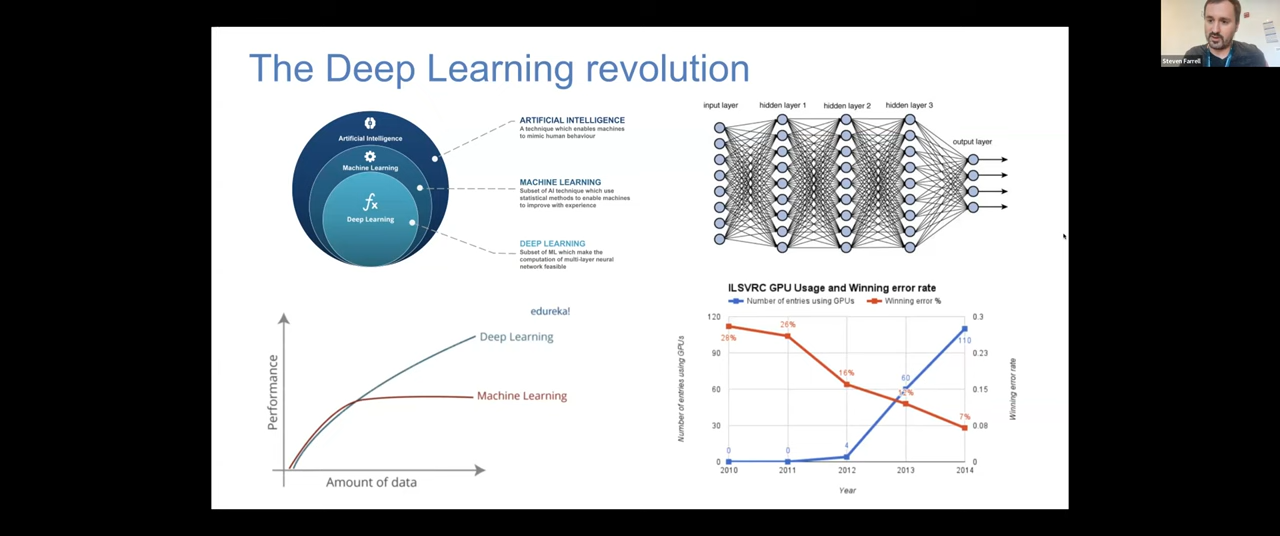 The Deep Learning revolution
Steven Farrell
Artificial Intelligence
Machine Learning
fx
Deep Learning
ARTIFICIAL INTELLIGENCE
A technique which enables machines
to mimic human behaviour
MACHINE LEARNING
Subset of AI technique which use
statistical methods to enable machines
to improve with experience
DEEP LEARNING
Subset of ML which make the
computation of multi-layer neural
network feasible
edureka!
input layer
hidden layer 1
hidden layer 2
hidden layer 3
output layer
Performance
Deep Learning
Machine Learning
Amount of data
ILSVRC GPU Usage and Winning error rate
Number of entries using GPUs
Winning error %
Number of entries using GPUs
120
90
60
30
0
28%
26%
16%
12%
7%
0
0
4
60
110
0.3
0.23
0.15
0.08
0
Winning error rate
2010
2011
2012
2013
2014
Year